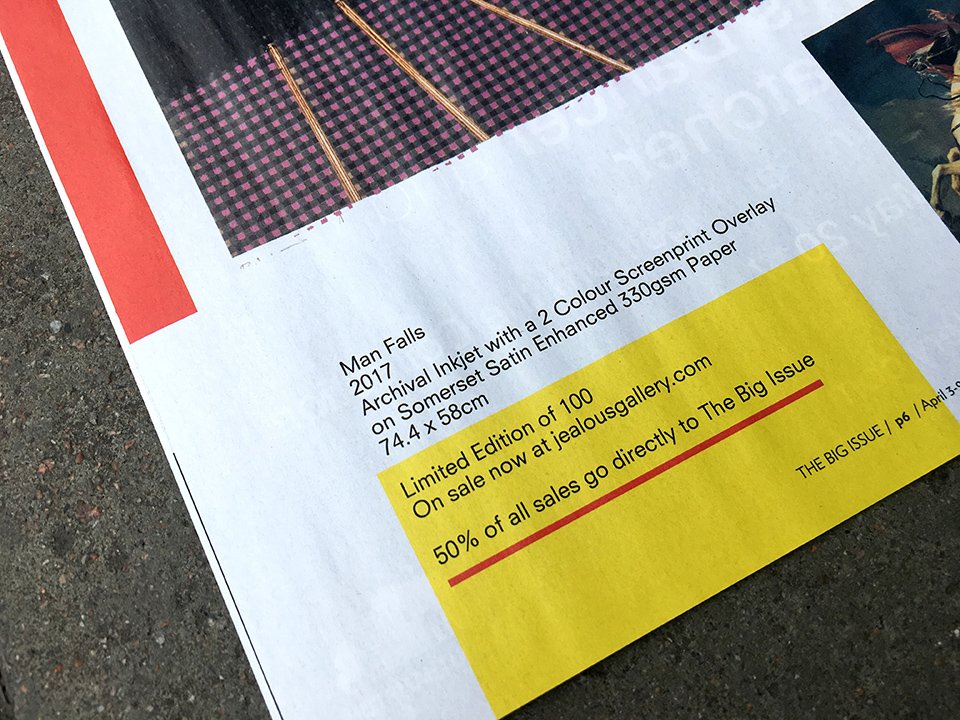 Man Falls
2017
Archival Inkjet with a 2 Colour Screenprint Overlay
on Somerset Satin Enhanced 330gsm Paper
74.4 x 58cm
Limited Edition of 100
On sale now at jealousgallery.com
50% of all sales go directly to The Big Issue
THE BIG ISSUE / p6 / April 3-